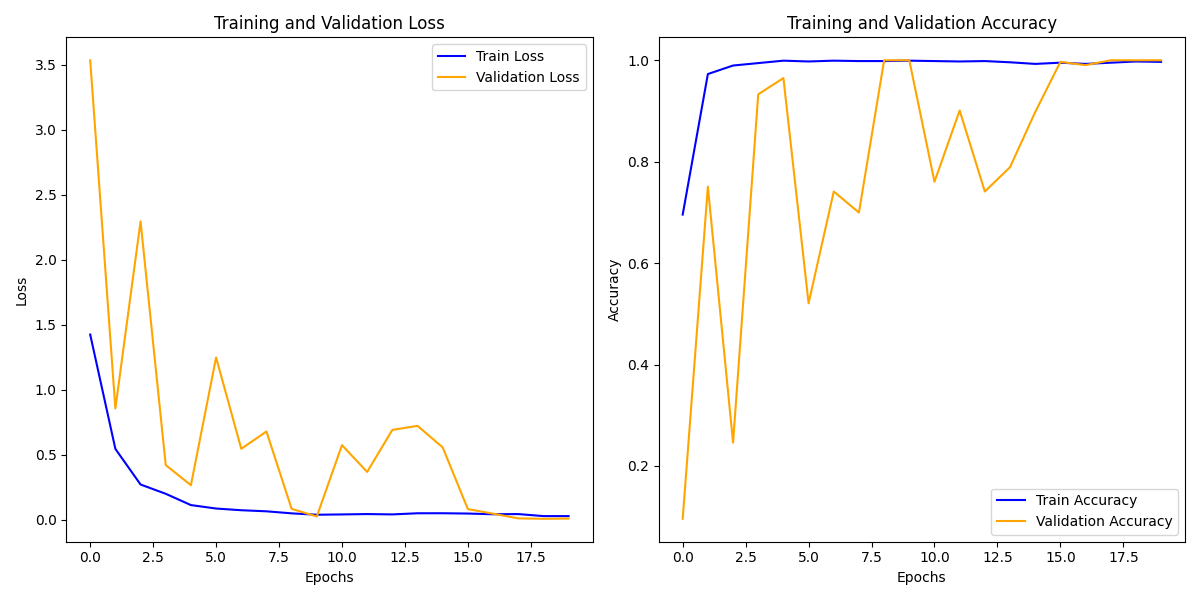 Training and Validation Loss
Train Loss
Validation Loss
3.5
3.0
2.5
2.0
1.5
1.0
0.5
0.0
Loss
0.0 2.5 5.0 7.5 10.0 12.5 15.0 17.5
Epochs
Training and Validation Accuracy
1.0
0.8
0.6
0.4
0.2
Accuracy
Train Accuracy
Validation Accuracy
0.0 2.5 5.0 7.5 10.0 12.5 15.0 17.5
Epochs